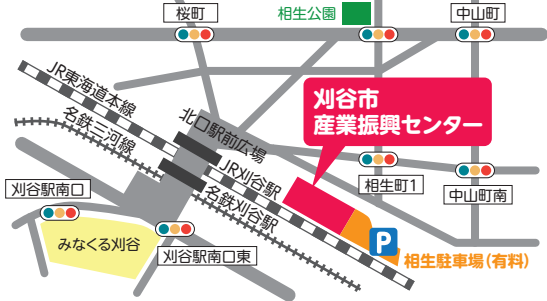 桜町
相生公園
中山町
JR東海道本線
名鉄三河線
北口駅前広場
刈谷市
産業振興センター
JR刈谷駅
名鉄刈谷駅
相生町1
中山町南
刈谷駅南口
みなくる刈谷
刈谷駅南口東
P
相生駐車場(有料)